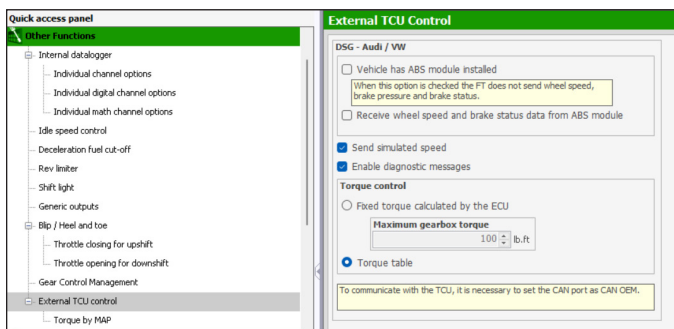 Quick access panel
Other Functions
Internal datalogger
Individual channel options
Individual digital channel options
Individual math channel options
Idle speed control
Deceleration fuel cut-off
Rev limiter
Shift light
Generic outputs
Blip / Heel and toe
Throttle closing for upshift
Throttle opening for downshift
Gear Control Management
External TCU control
Torque by MAP
External TCU Control
DSG - Audi / VW
Vehicle has ABS module installed
When this option is checked the FT does not send wheel speed,
brake pressure and brake status.
Receive wheel speed and brake status data from ABS module
Send simulated speed
Enable diagnostic messages
Torque control
Fixed torque calculated by the ECU
Maximum gearbox torque
100 lb.ft
Torque table
To communicate with the TCU, it is necessary to set the CAN port as CAN OEM.